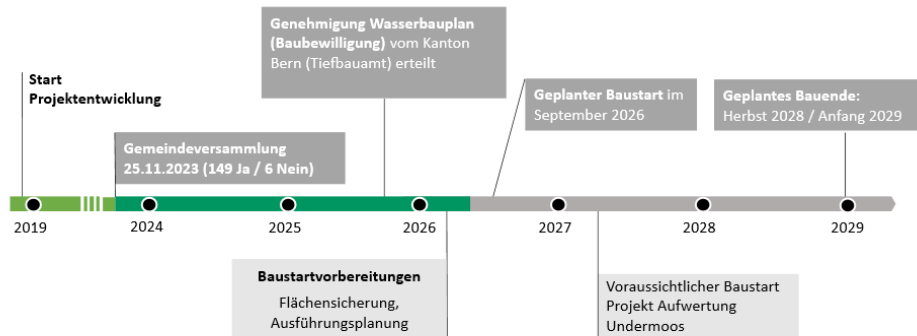 Genehmigung Wasserbauplan
(Baubewilligung) vom Kanton
Bern (Tiefbauamt) erteilt
Start
Projektentwicklung
Geplanter Baustart im
September 2026
Geplantes Bauende:
Herbst 2028 / Anfang 2029
Gemeindeversammlung
25.11.2023 (149 Ja / 6 Nein)
2019
2024
2025
2026
2027
2028
2029
Baustartvorbereitungen
Flächensicherung,
Ausführungsplanung
Voraussichtlicher Baustart
Projekt Aufwertung
Undermoos